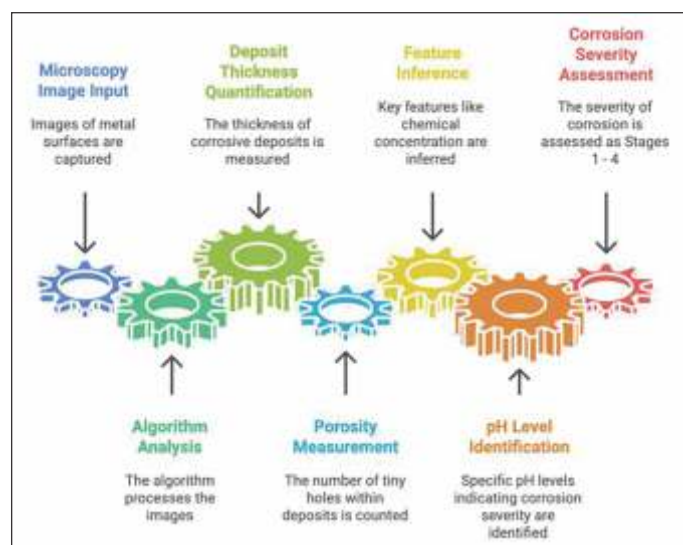 Microscopy
Image Input
Images of metal
surfaces are
captured
Algorithm
Analysis
The algorithm
processes the
images
Deposit
Thickness
Quantification
The thickness of
corrosive deposits is
measured
Porosity
Measurement
The number of tiny
holes within
deposits is counted
Feature
Inference
Key features like
chemical
concentration are
inferred
pH Level
Identification
Specific pH levels
indicating corrosion
severity are
identified
Corrosion
Severity
Assessment
The severity of
corrosion is
assessed as Stages
1 - 4